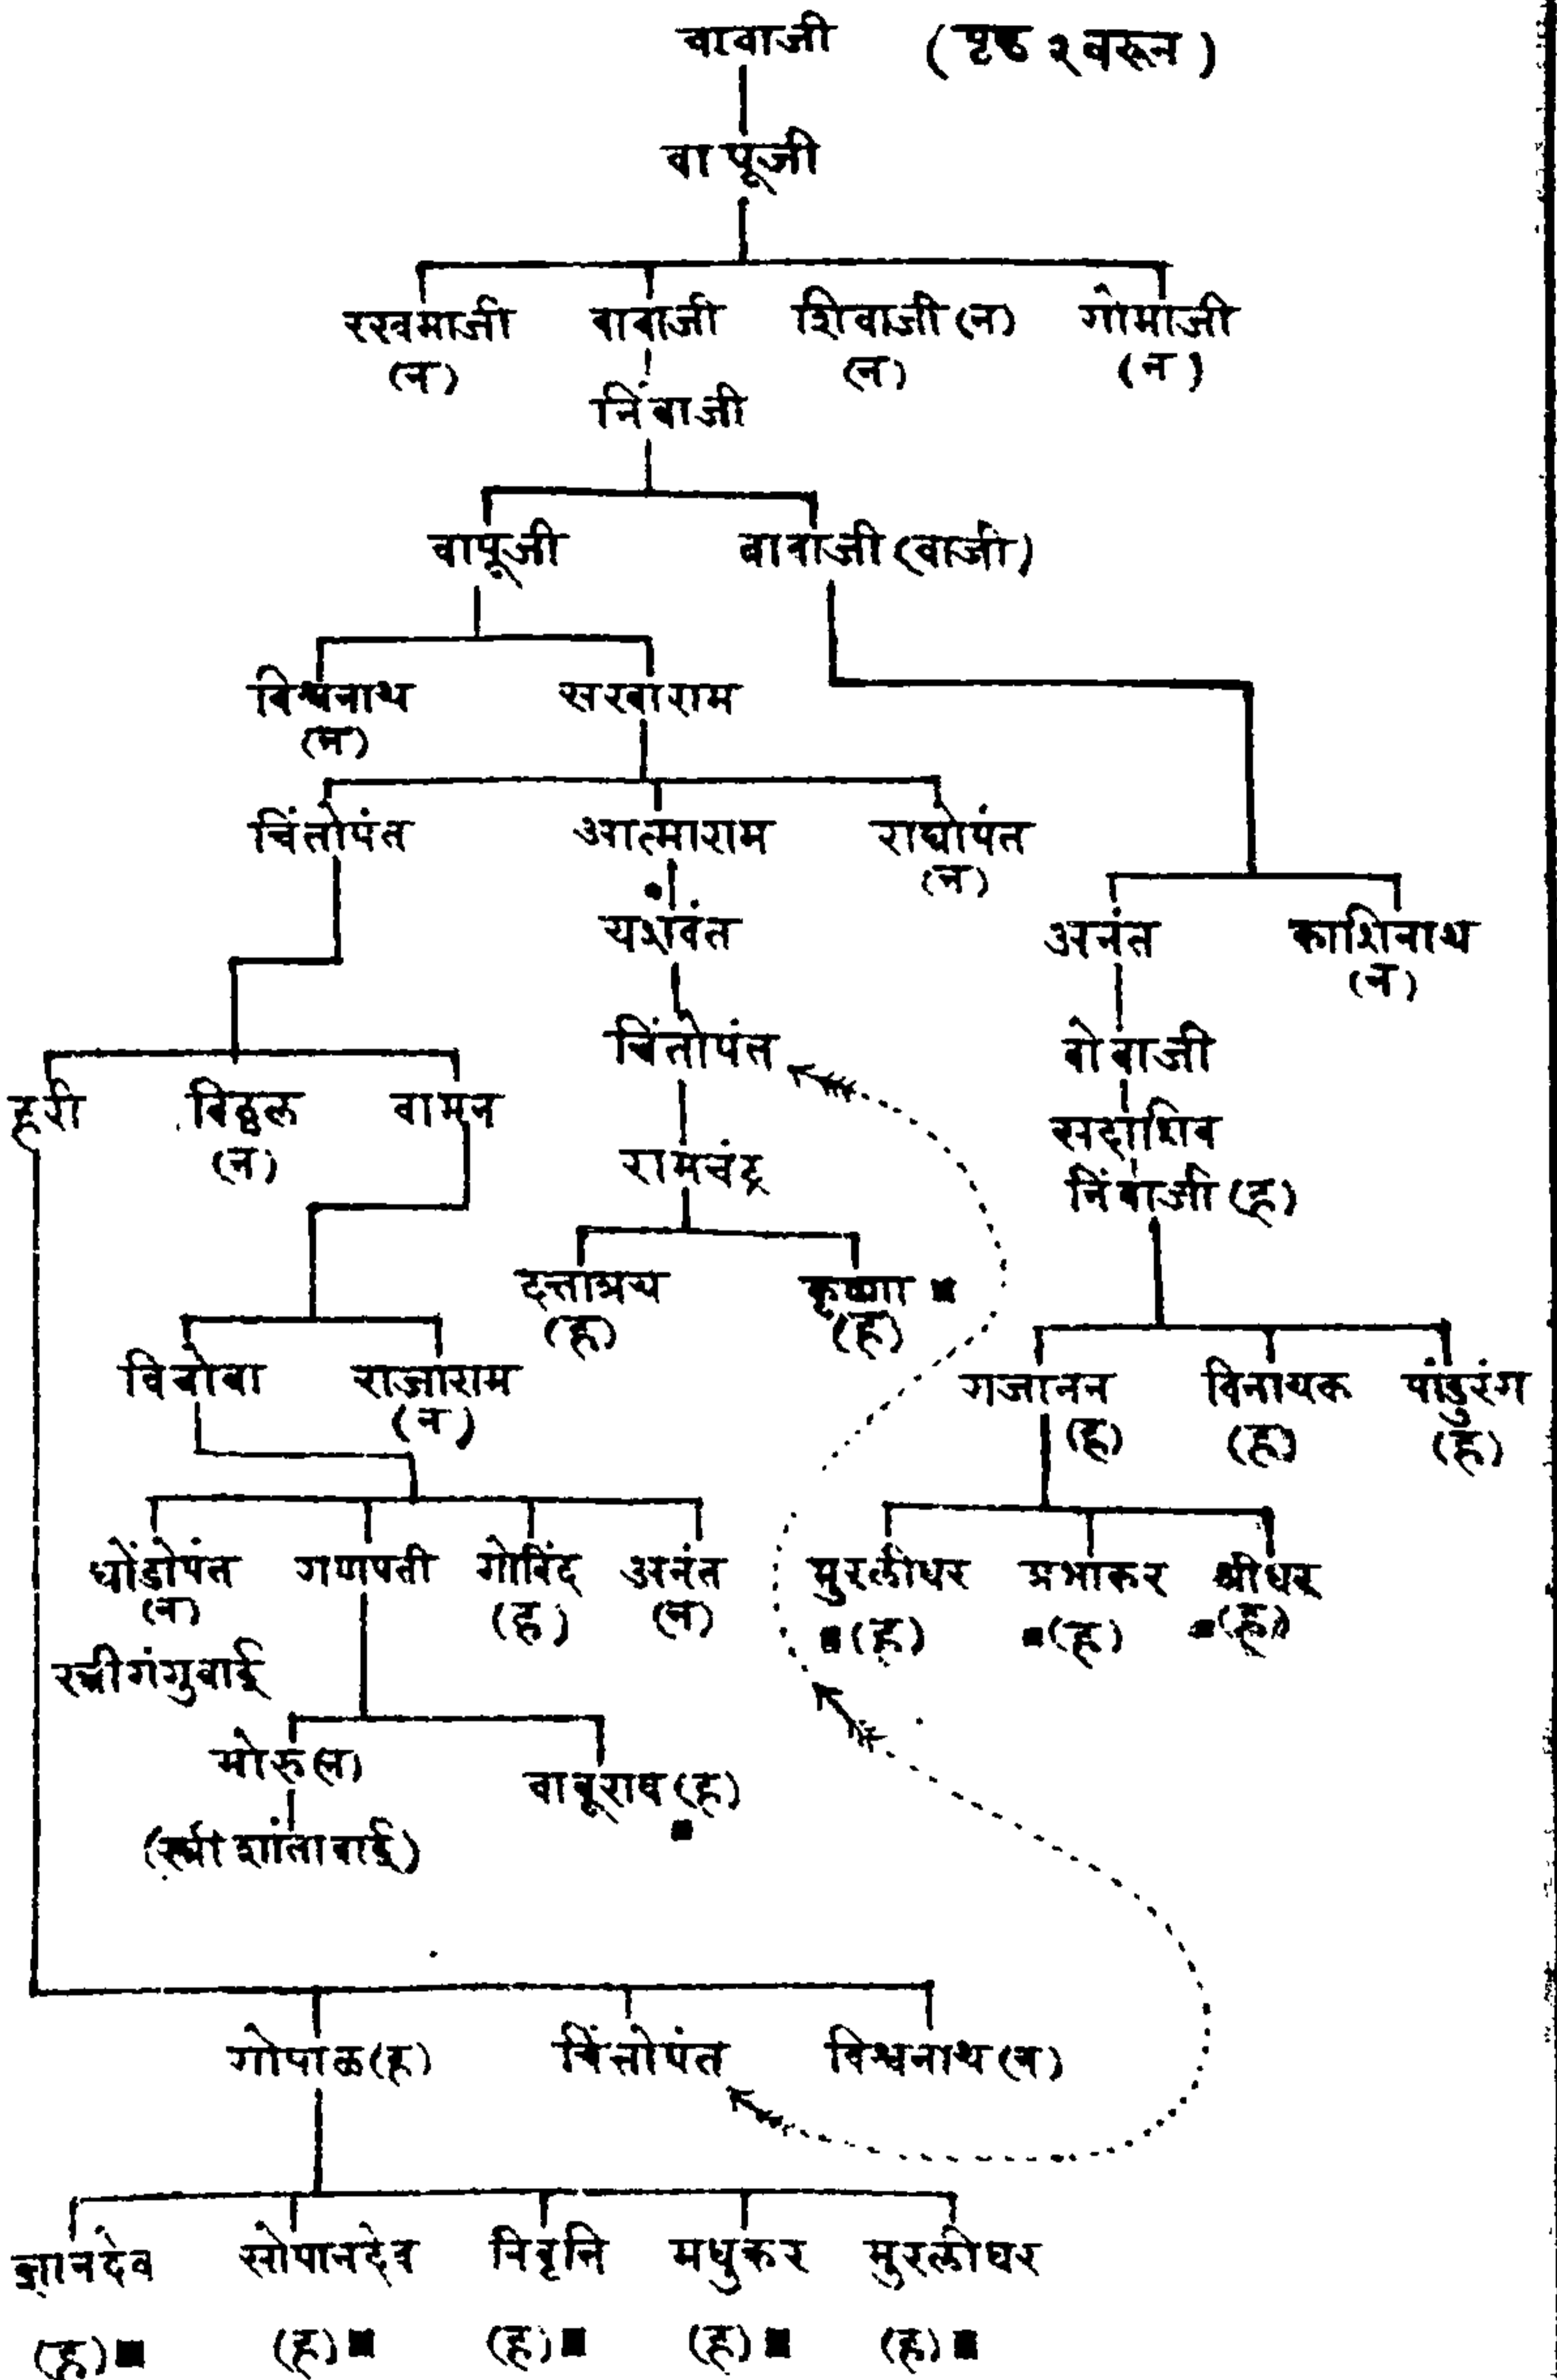 बाबाजी (पृष्ठ २ वरून)
बापूजी
रखमाजी बाबाजी शिवाजी (न) गोमाजी
(न) (न) (न)
निंबाजी
बापूजी बाबाजी (बाजी)
विश्वनाथ सखाराम
(न)
चिंतोपंत आत्माराम राघोपंत
(न)
यशवंत अनंत काशिनाथ
(न)
चिंतोपंत बोबाजी
हरी विठ्ठल वामन सदाशिव
(न)
रामचंद्र निंबाजी (ह)
दत्तात्रय कृष्णा ■
(ह) (ह)
विबोबा राजाराम गजानन विनायक पांडुरंग
(न) (ह) (ह) (ह)
धोंडोपंत गणपती गोविंद अनंत मुरलीधर प्रभाकर श्रीधर
(न) (ह) (न) ■(ह) ■(ह) ■(ह)
स्त्री गंगुबाई
मोरु (न) बाबूराव (ह)
■
(स्त्री शांताबाई)
गोपाळ (ह) चिंतोपंत विश्वनाथ (न)
ज्ञानदेव सोपानदेव निवृत्ति मधुकर मुरलीधर
(ह)■ (ह)■ (ह)■ (ह)■ (ह)■